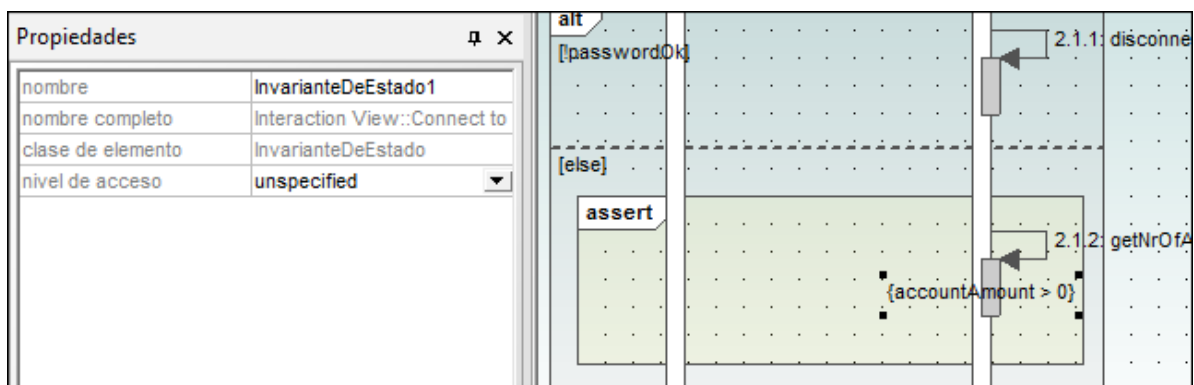 Propiedades
nombre InvarianteDeEstado1
nombre completo Interaction View::Connect to
clase de elemento InvarianteDeEstado
nivel de acceso unspecified
alt
[!passwordOk]
2.1.1: disconne
[else]
assert
2.1.2: getNrOfA
{accountAmount > 0}